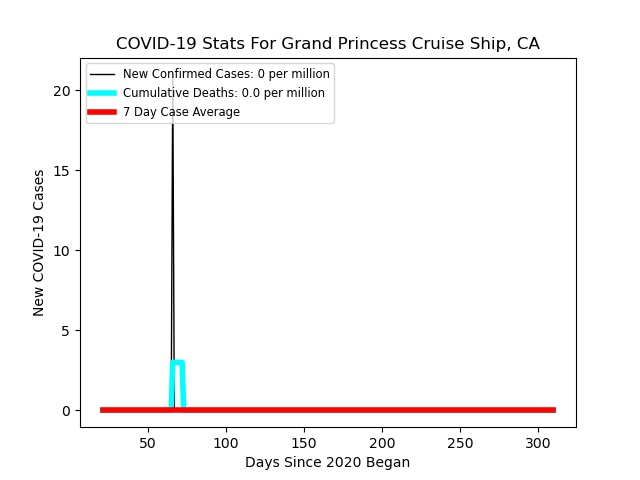 COVID-19 Stats For Grand Princess Cruise Ship, CA
New Confirmed Cases: 0 per million
Cumulative Deaths: 0.0 per million
7 Day Case Average
New COVID-19 Cases
20
15
10
5
0
50 100 150 200 250 300
Days Since 2020 Began